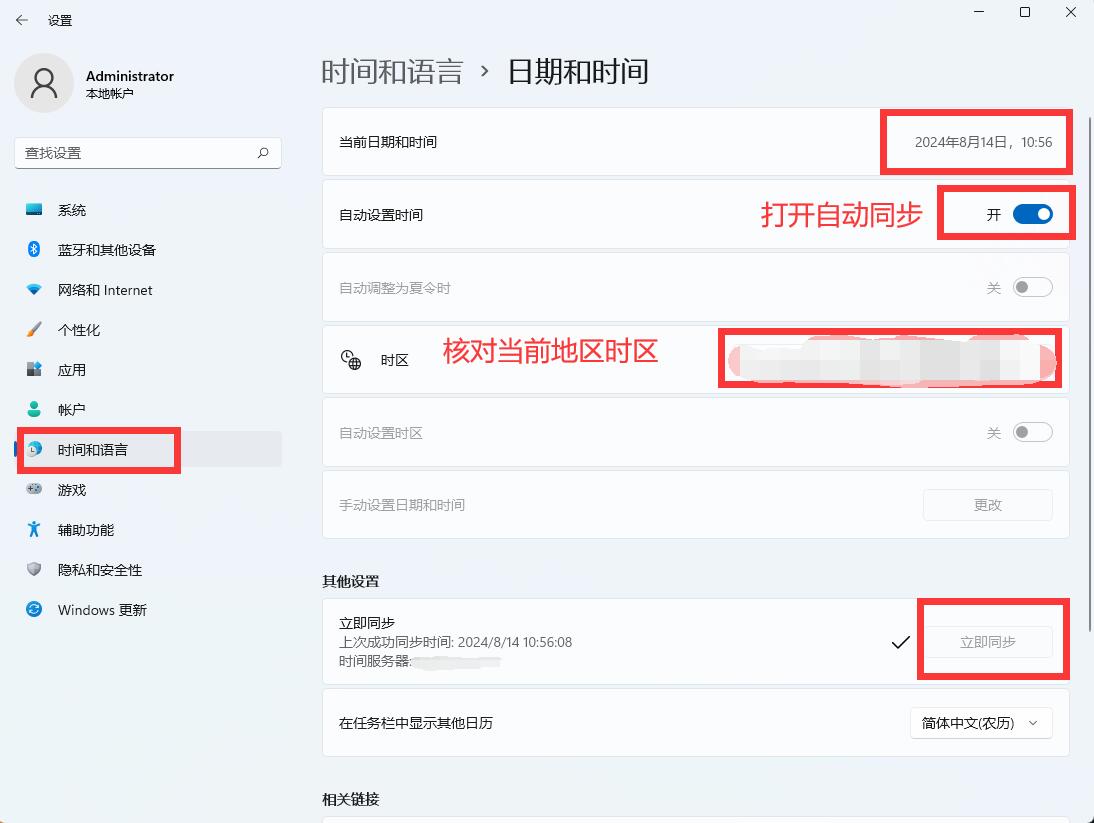 设置
Administrator
本地帐户
查找设置
系统
蓝牙和其他设备
网络和 Internet
个性化
应用
帐户
时间和语言
游戏
辅助功能
隐私和安全性
Windows 更新
时间和语言 › 日期和时间
当前日期和时间
2024年8月14日，10:56
自动设置时间
打开自动同步
开
自动调整为夏令时
关
时区
核对当前地区时区
自动设置时区
关
手动设置日期和时间
更改
其他设置
立即同步
上次成功同步时间: 2024/8/14 10:56:08
时间服务器:
立即同步
在任务栏中显示其他日历
简体中文(农历)
相关链接